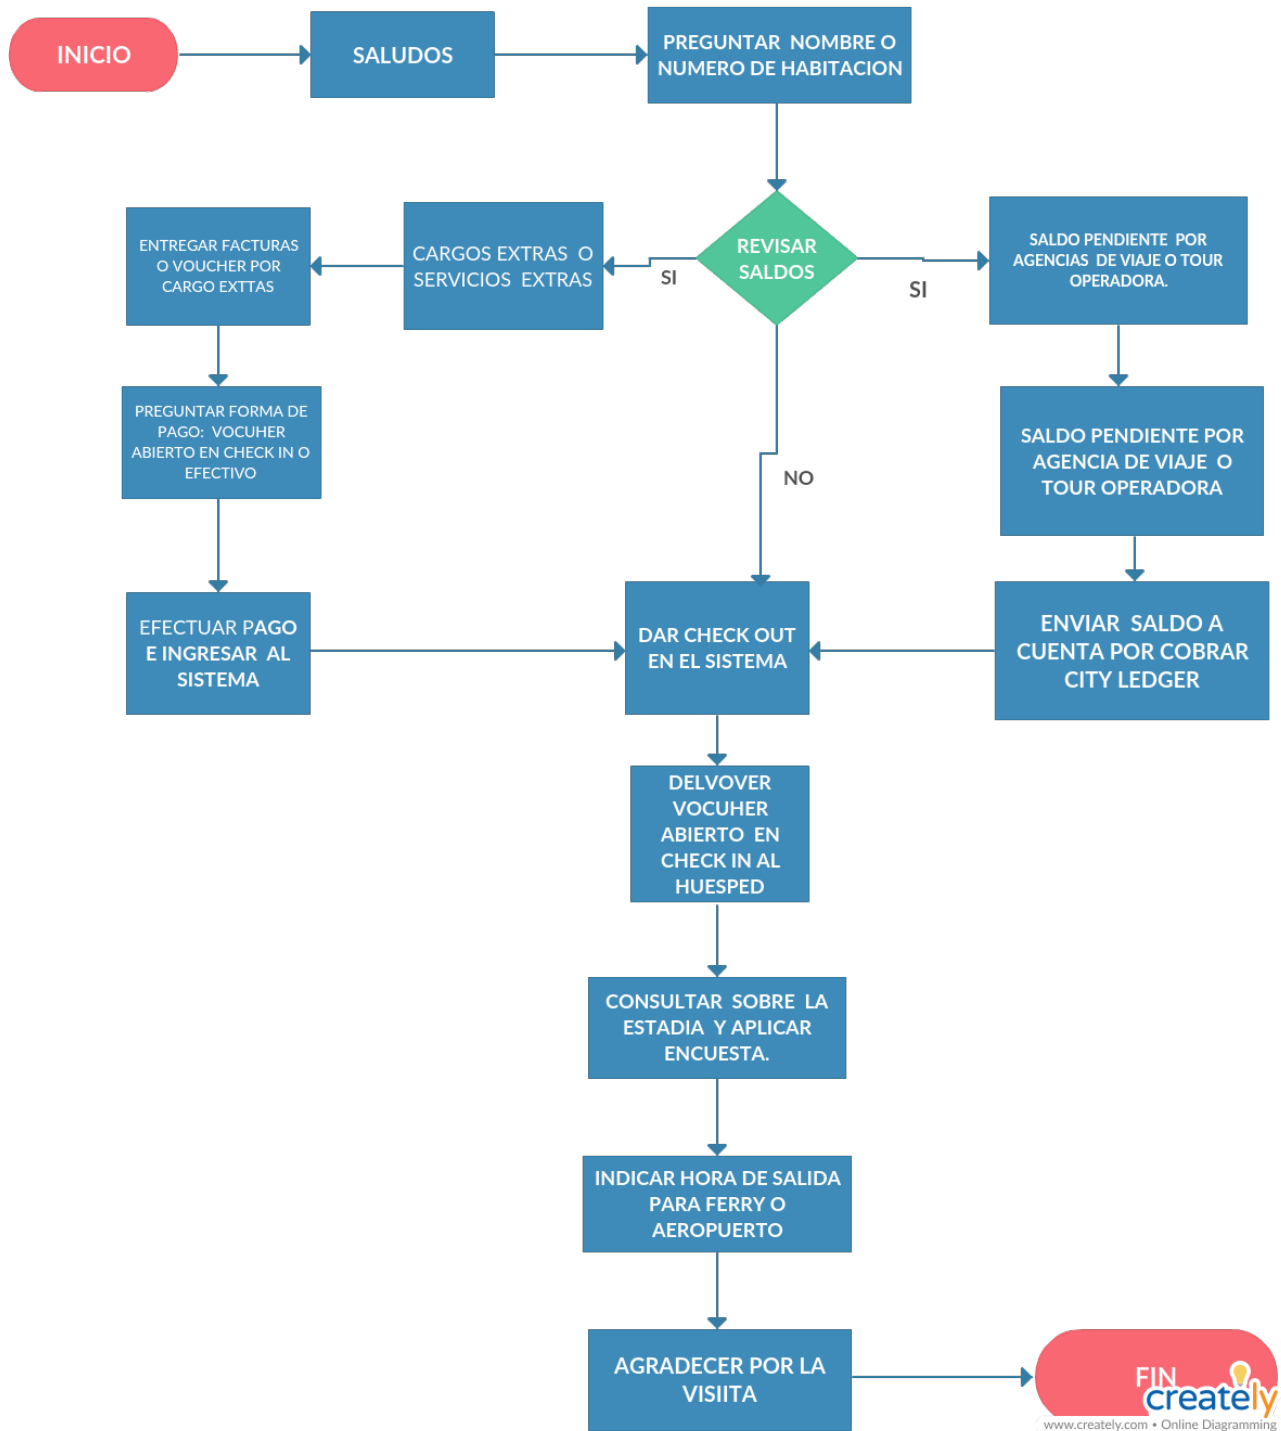 INICIO
SALUDOS
PREGUNTAR NOMBRE O
NUMERO DE HABITACION
REVISAR
SALDOS
SI
CARGOS EXTRAS O
SERVICIOS EXTRAS
ENTREGAR FACTURAS
O VOUCHER POR
CARGO EXTTAS
PREGUNTAR FORMA DE
PAGO: VOCUHER
ABIERTO EN CHECK IN O
EFECTIVO
EFECTUAR PAGO
E INGRESAR AL
SISTEMA
SI
SALDO PENDIENTE POR
AGENCIAS DE VIAJE O TOUR
OPERADORA.
SALDO PENDIENTE POR
AGENCIA DE VIAJE O
TOUR OPERADORA
ENVIAR SALDO A
CUENTA POR COBRAR
CITY LEDGER
NO
DAR CHECK OUT
EN EL SISTEMA
DELVOVER
VOCUHER
ABIERTO EN
CHECK IN AL
HUESPED
CONSULTAR SOBRE LA
ESTADIA Y APLICAR
ENCUESTA.
INDICAR HORA DE SALIDA
PARA FERRY O
AEROPUERTO
AGRADECER POR LA
VISIITA
FIN
creately
www.creately.com • Online Diagramming